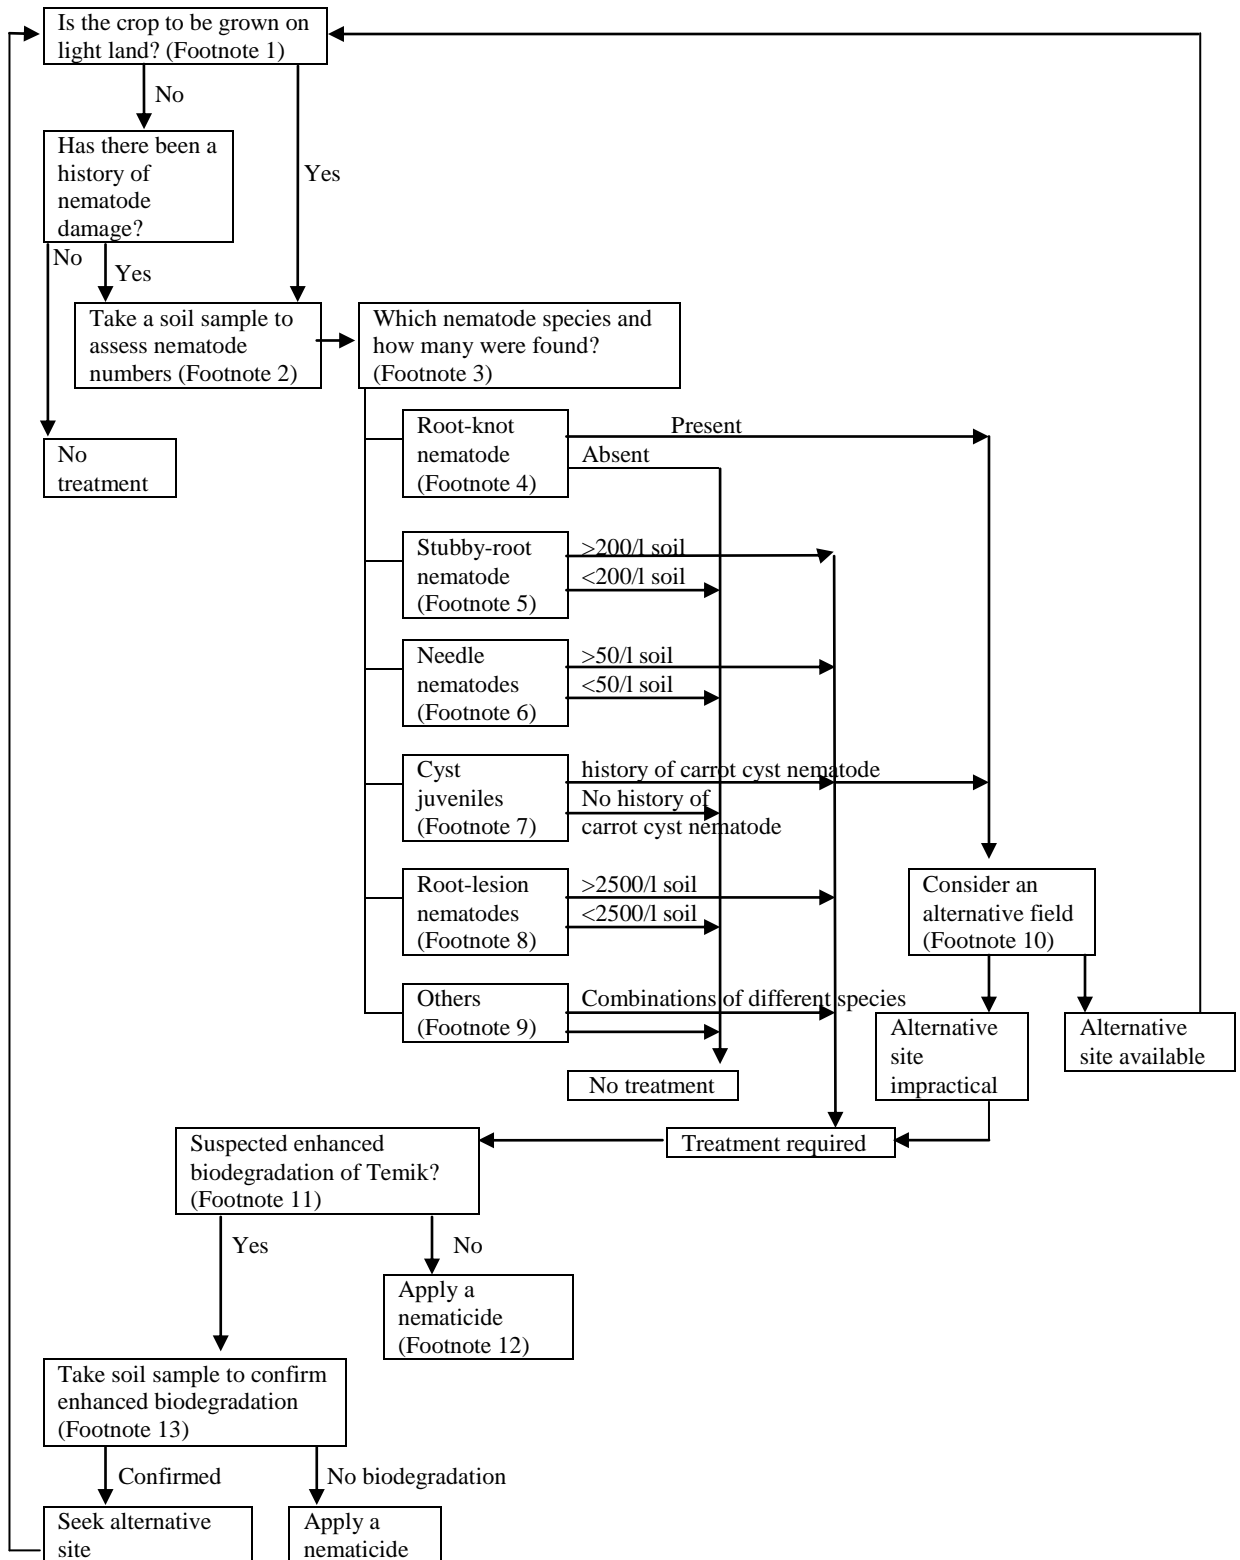 Is the crop to be grown on
light land? (Footnote 1)
No
Has there been a
history of
nematode
damage?
Yes
No
Yes
Take a soil sample to
assess nematode
numbers (Footnote 2)
Which nematode species and
how many were found?
(Footnote 3)
No
treatment
Root-knot
nematode
(Footnote 4)
Present
Absent
Stubby-root
nematode
(Footnote 5)
>200/l soil
<200/l soil
Needle
nematodes
(Footnote 6)
>50/l soil
<50/l soil
Cyst
juveniles
(Footnote 7)
history of carrot cyst nematode
No history of
carrot cyst nematode
Root-lesion
nematodes
(Footnote 8)
>2500/l soil
<2500/l soil
Consider an
alternative field
(Footnote 10)
Others
(Footnote 9)
Combinations of different species
Alternative
site
impractical
Alternative
site available
No treatment
Treatment required
Suspected enhanced
biodegradation of Temik?
(Footnote 11)
Yes
No
Apply a
nematicide
(Footnote 12)
Take soil sample to confirm
enhanced biodegradation
(Footnote 13)
Confirmed
No biodegradation
Seek alternative
site
Apply a
nematicide